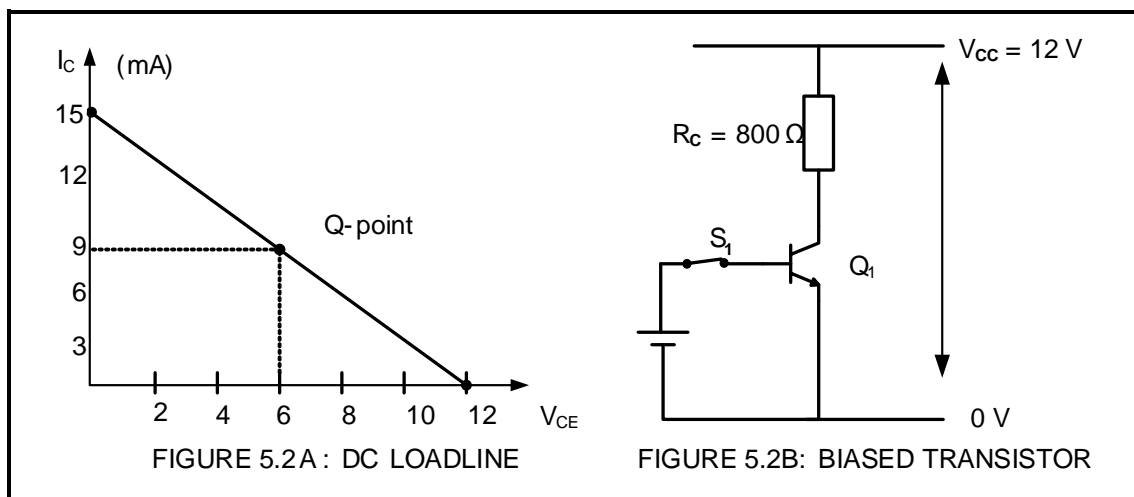 I_C (mA)
15
12
9
6
3
Q-point
2 4 6 8 10 12 V_CE
FIGURE 5.2A : DC LOADLINE
V_CC = 12 V
R_C = 800 Ω
S_1
Q_1
0 V
FIGURE 5.2B: BIASED TRANSISTOR